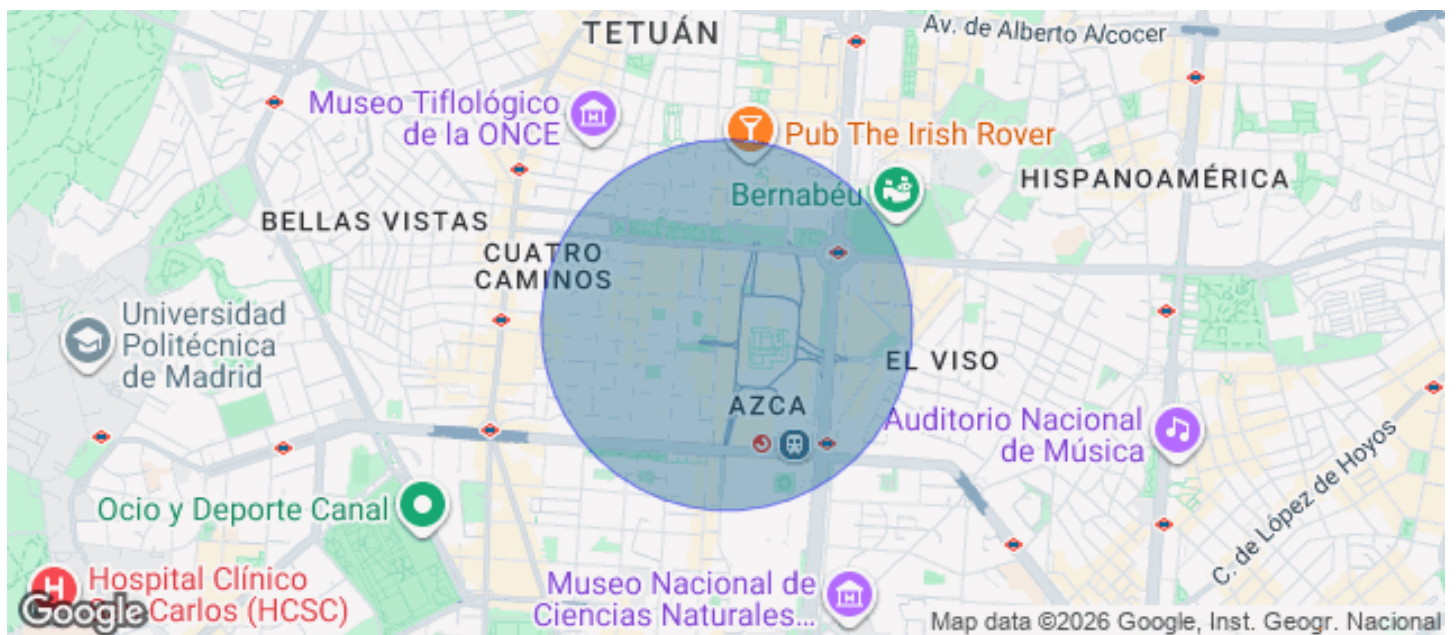 TETUÁN
Av. de Alberto Alcocer
Museo Tiflológico
de la ONCE
Pub The Irish Rover
Bernabéu
HISPANOAMÉRICA
BELLAS VISTAS
CUATRO
CAMINOS
Universidad
Politécnica
de Madrid
EL VISO
AZCA
Auditorio Nacional
de Música
C. de López de Hoyos
Ocio y Deporte Canal
Hospital Clínico
Carlos (HCSC)
Museo Nacional de
Ciencias Naturales...
Google
Map data ©2026 Google, Inst. Geogr. Nacional